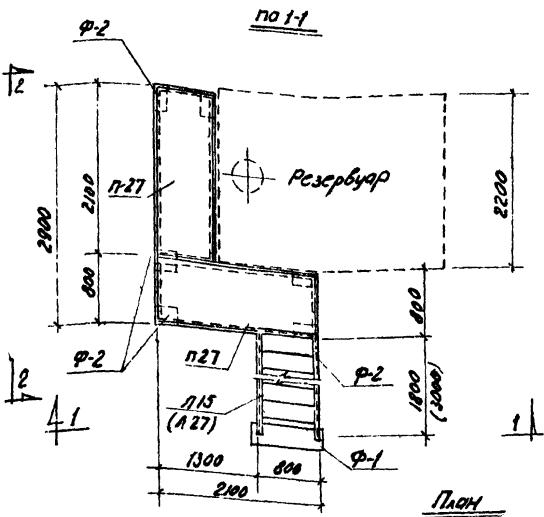 по 1-1
Ф-2
2
2900
2100
800
П-27
Резервуар
2200
800
1800
(3000)
Ф-2
2
П27
Ф-2
Л15
(Л27)
1
1
Ф-1
1300
800
2100
План